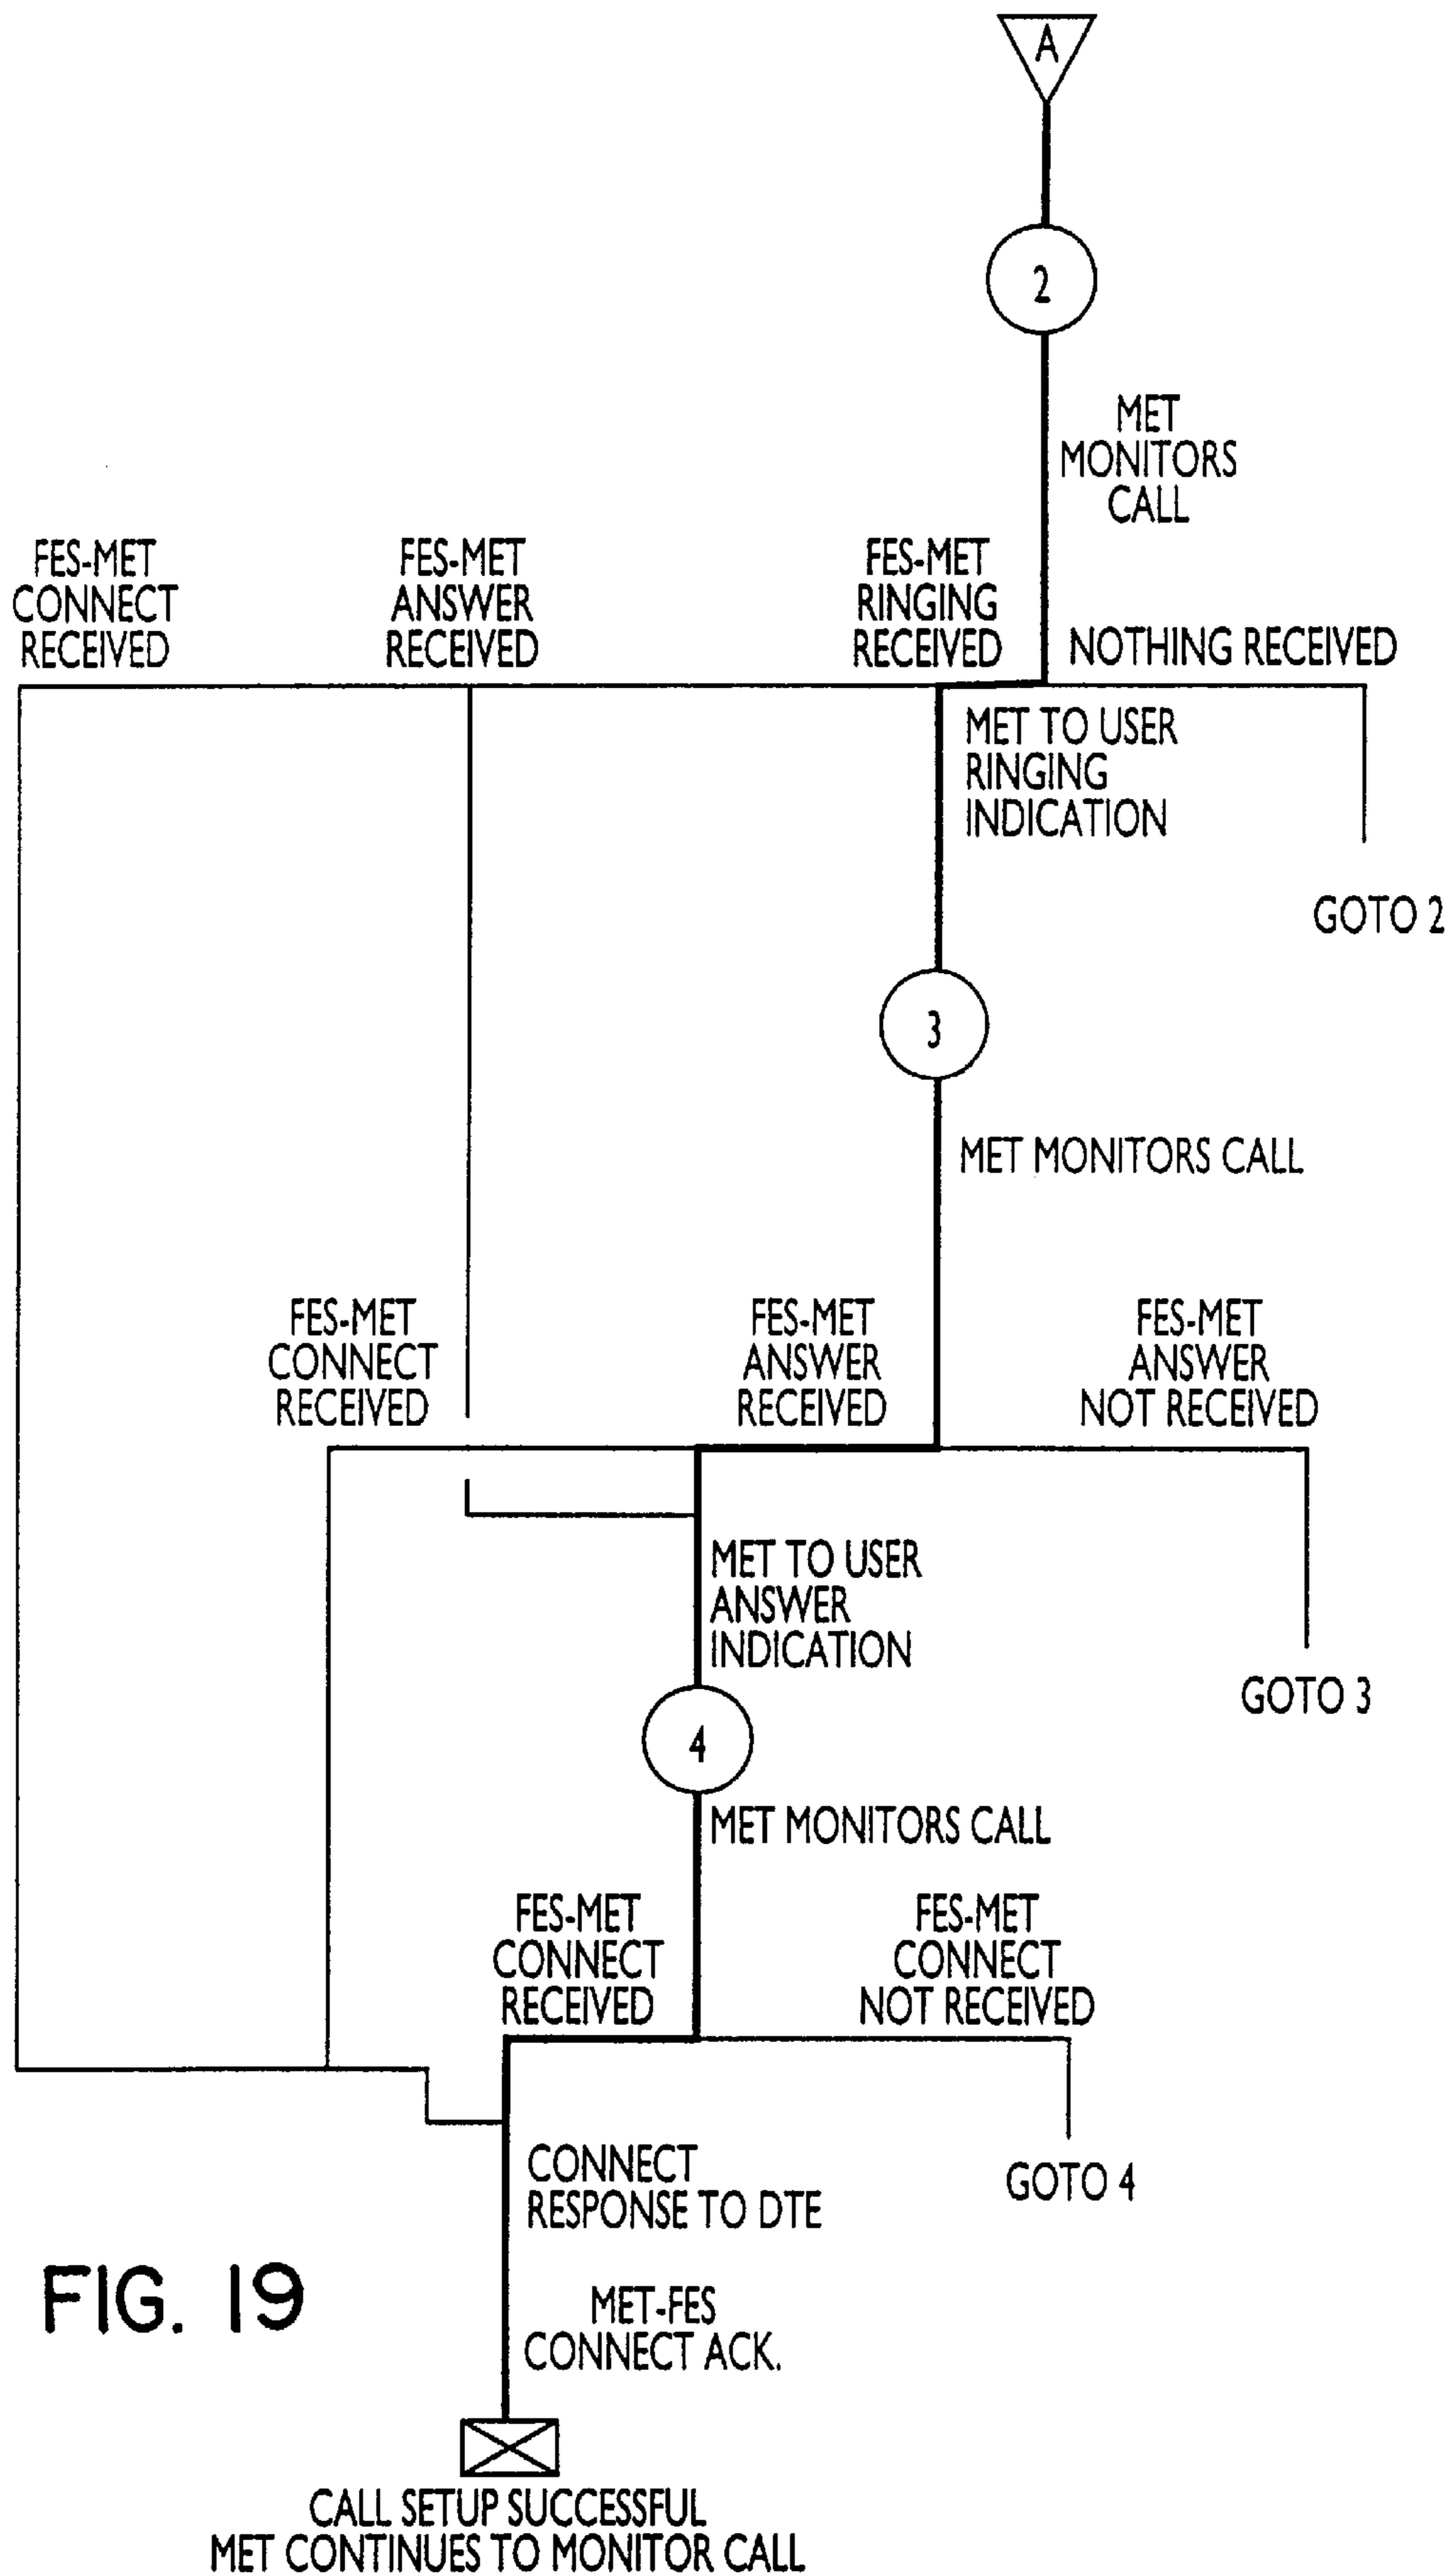 A
2
MET
MONITORS
CALL
FES-MET
CONNECT
RECEIVED
FES-MET
ANSWER
RECEIVED
FES-MET
RINGING
RECEIVED
NOTHING RECEIVED
MET TO USER
RINGING
INDICATION
GOTO 2
3
MET MONITORS CALL
FES-MET
CONNECT
RECEIVED
FES-MET
ANSWER
RECEIVED
FES-MET
ANSWER
NOT RECEIVED
MET TO USER
ANSWER
INDICATION
GOTO 3
4
MET MONITORS CALL
FES-MET
CONNECT
RECEIVED
FES-MET
CONNECT
NOT RECEIVED
CONNECT
RESPONSE TO DTE
GOTO 4
FIG. 19
MET-FES
CONNECT ACK.
CALL SETUP SUCCESSFUL
MET CONTINUES TO MONITOR CALL